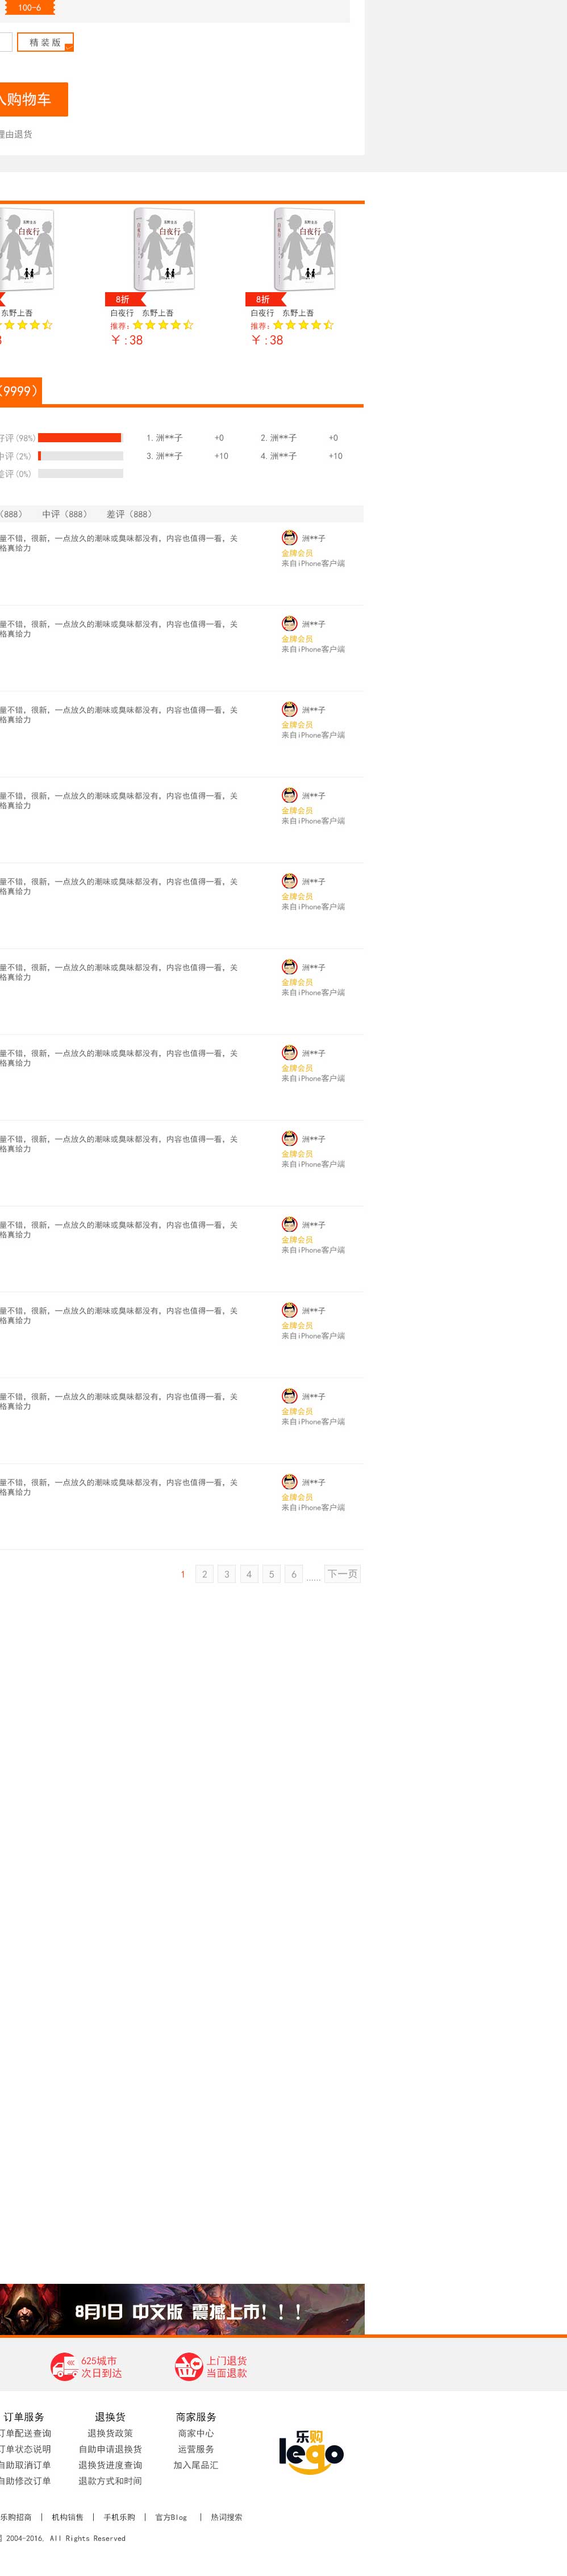 100-6
精装版
入购物车
理由退货
白夜行
白夜行
白夜行
8折
8折
东野上吾
白夜行 东野上吾
白夜行 东野上吾
推荐:
推荐:
¥:38
¥:38
(9999)
好评(98%)
1. 洲**子 +0 2. 洲**子 +0
中评(2%)
3. 洲**子 +10 4. 洲**子 +10
差评(0%)
(888) 中评(888) 差评(888)
量不错, 很新, 一点放久的潮味或臭味都没有, 内容也值得一看, 关 洲**子
格真给力
金牌会员
来自iPhone客户端
量不错, 很新, 一点放久的潮味或臭味都没有, 内容也值得一看, 关 洲**子
格真给力
金牌会员
来自iPhone客户端
量不错, 很新, 一点放久的潮味或臭味都没有, 内容也值得一看, 关 洲**子
格真给力
金牌会员
来自iPhone客户端
量不错, 很新, 一点放久的潮味或臭味都没有, 内容也值得一看, 关 洲**子
格真给力
金牌会员
来自iPhone客户端
量不错, 很新, 一点放久的潮味或臭味都没有, 内容也值得一看, 关 洲**子
格真给力
金牌会员
来自iPhone客户端
量不错, 很新, 一点放久的潮味或臭味都没有, 内容也值得一看, 关 洲**子
格真给力
金牌会员
来自iPhone客户端
量不错, 很新, 一点放久的潮味或臭味都没有, 内容也值得一看, 关 洲**子
格真给力
金牌会员
来自iPhone客户端
量不错, 很新, 一点放久的潮味或臭味都没有, 内容也值得一看, 关 洲**子
格真给力
金牌会员
来自iPhone客户端
量不错, 很新, 一点放久的潮味或臭味都没有, 内容也值得一看, 关 洲**子
格真给力
金牌会员
来自iPhone客户端
量不错, 很新, 一点放久的潮味或臭味都没有, 内容也值得一看, 关 洲**子
格真给力
金牌会员
来自iPhone客户端
量不错, 很新, 一点放久的潮味或臭味都没有, 内容也值得一看, 关 洲**子
格真给力
金牌会员
来自iPhone客户端
量不错, 很新, 一点放久的潮味或臭味都没有, 内容也值得一看, 关 洲**子
格真给力
金牌会员
来自iPhone客户端
1 2 3 4 5 6 ...... 下一页
8月1日 中文版 震撼上市!!!
625城市
次日到达
上门退货
当面退款
订单服务 退换货 商家服务
订单配送查询 退换货政策 商家中心
订单状态说明 自助申请退换货 运营服务
自助取消订单 退换货进度查询 加入尾品汇
自助修改订单 退款方式和时间
乐购
lego
乐购招商 | 机构销售 | 手机乐购 | 官方Blog | 热词搜索
2004-2016, All Rights Reserved